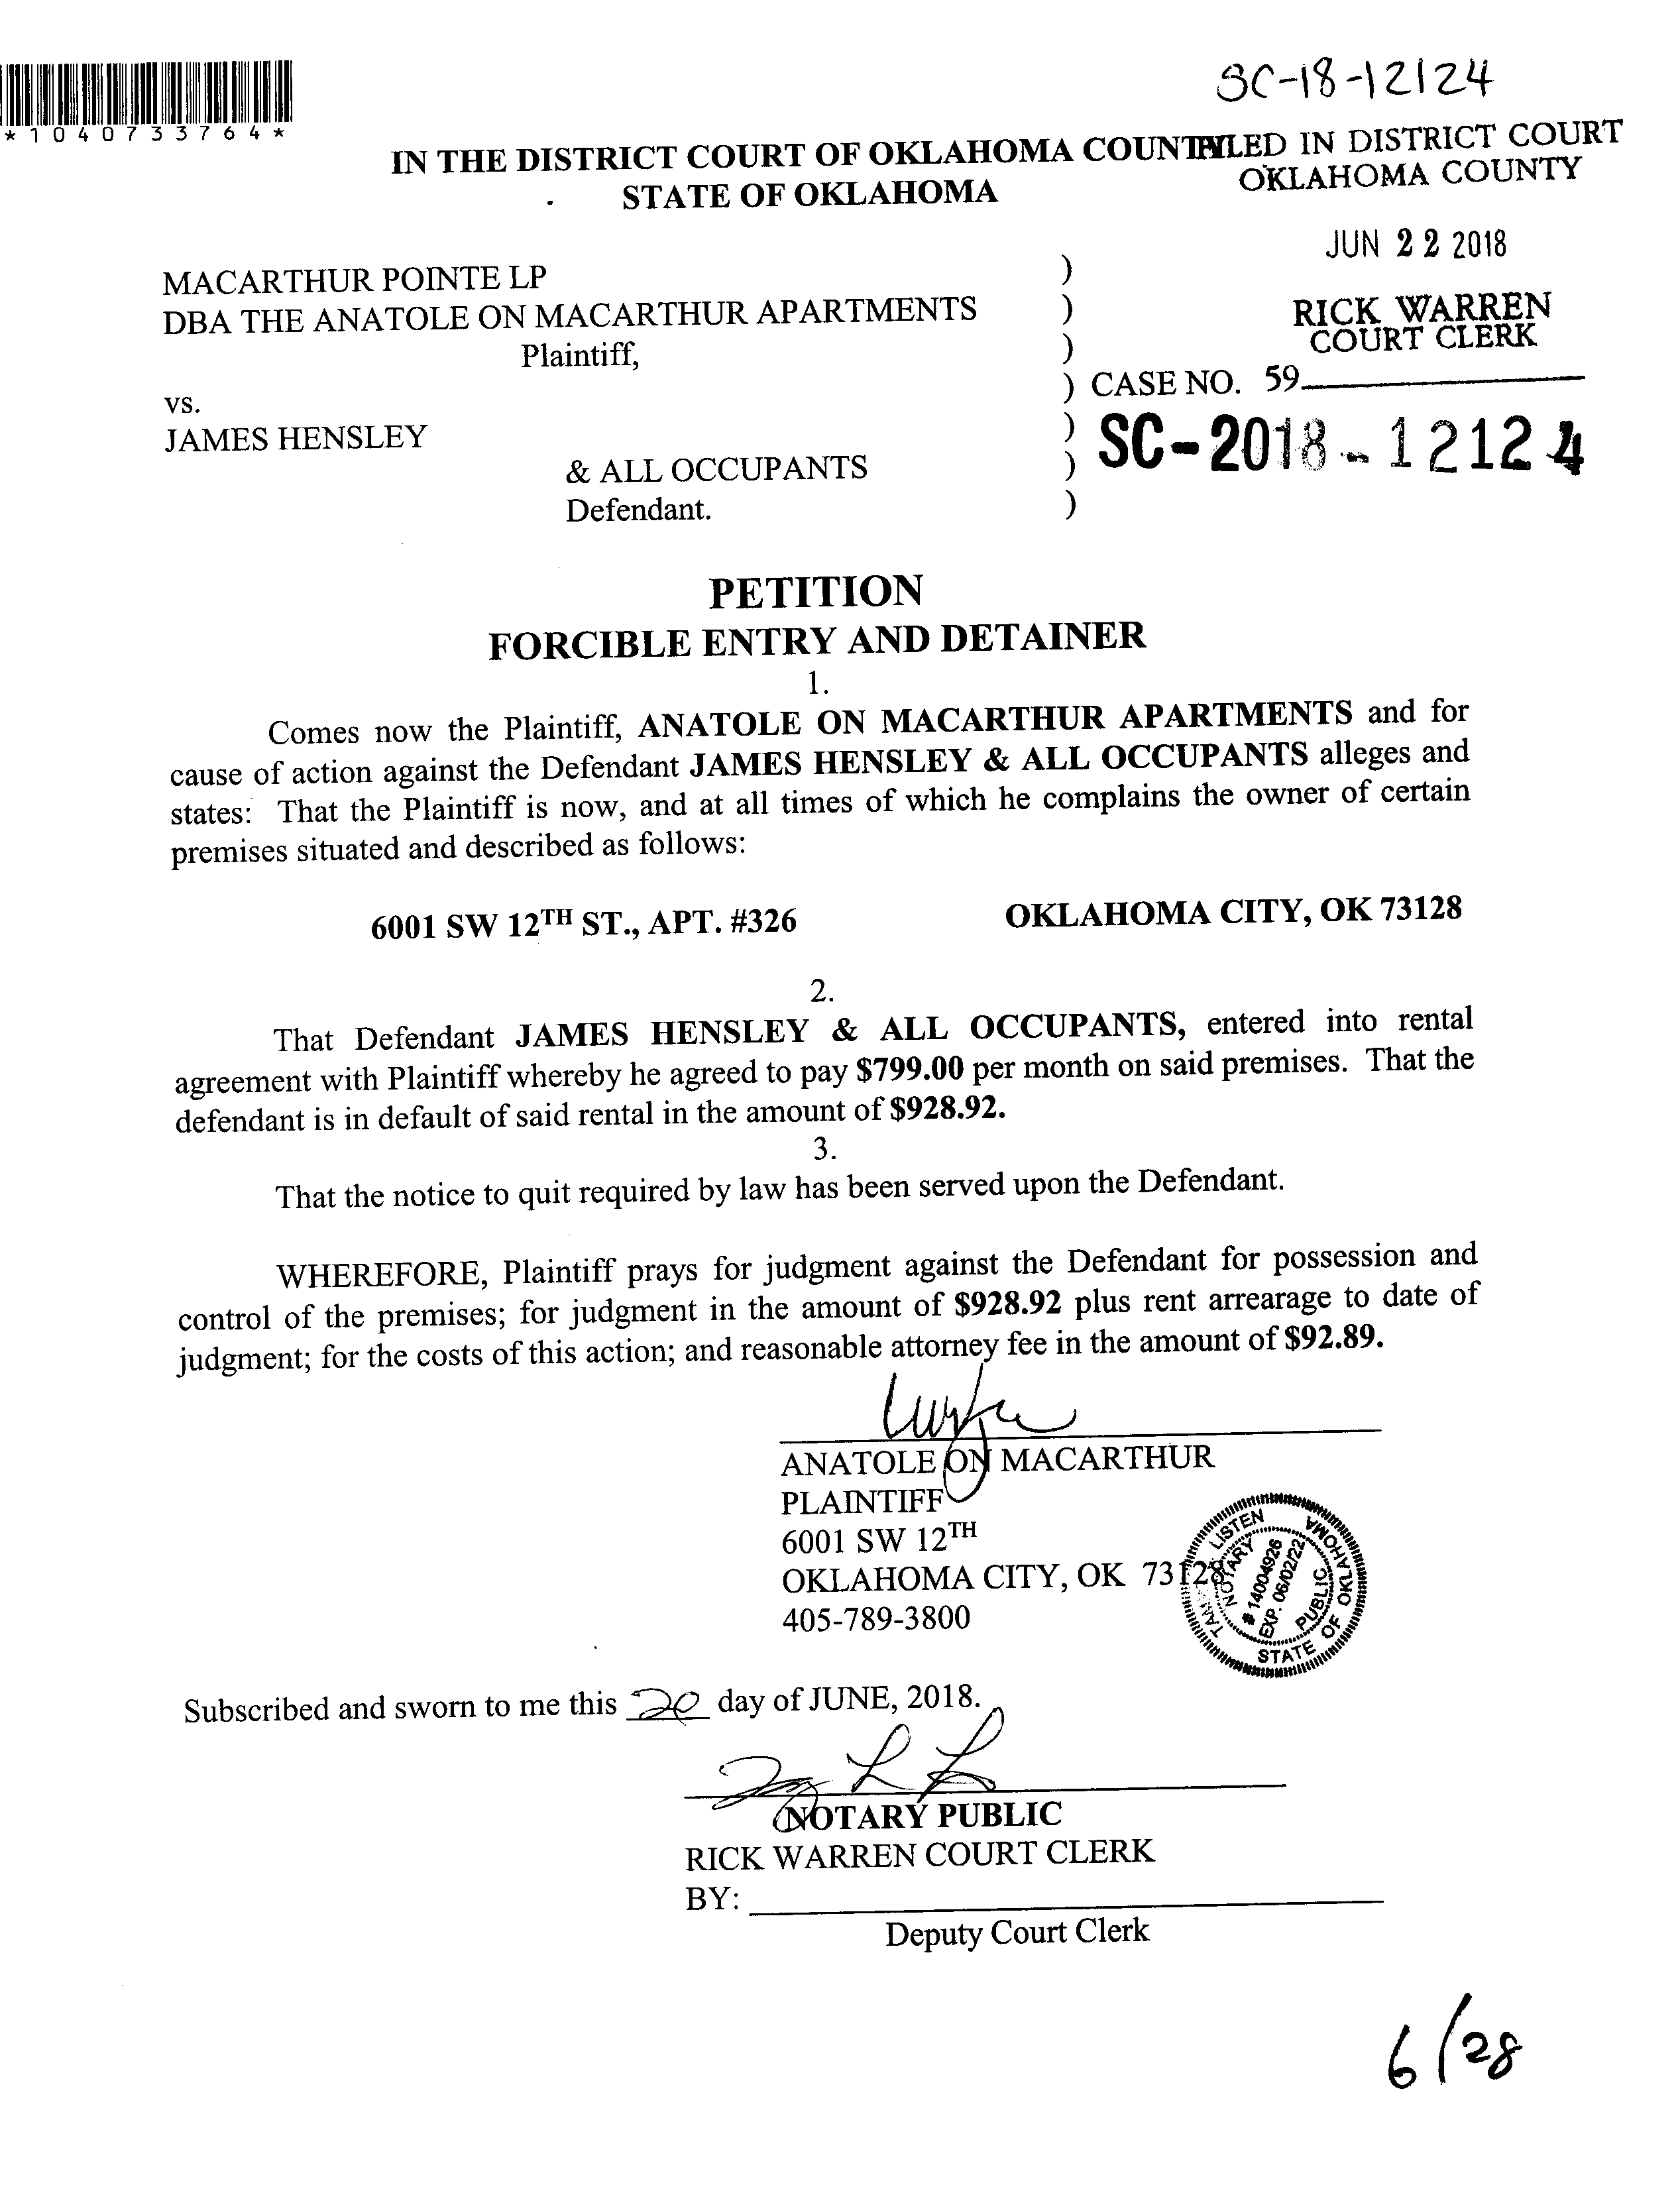 SC-18-12124
*1040733764*
IN THE DISTRICT COURT OF OKLAHOMA COUNTY
STATE OF OKLAHOMA
FILED IN DISTRICT COURT
OKLAHOMA COUNTY
JUN 22 2018
RICK WARREN
COURT CLERK
MACARTHUR POINTE LP )
DBA THE ANATOLE ON MACARTHUR APARTMENTS )
Plaintiff, )
) CASE NO. 59
vs.
JAMES HENSLEY ) SC-2018-12124
& ALL OCCUPANTS )
Defendant. )
PETITION
FORCIBLE ENTRY AND DETAINER
1.
Comes now the Plaintiff, ANATOLE ON MACARTHUR APARTMENTS and for
cause of action against the Defendant JAMES HENSLEY & ALL OCCUPANTS alleges and
states: That the Plaintiff is now, and at all times of which he complains the owner of certain
premises situated and described as follows:
6001 SW 12TH ST., APT. #326 OKLAHOMA CITY, OK 73128
2.
That Defendant JAMES HENSLEY & ALL OCCUPANTS, entered into rental
agreement with Plaintiff whereby he agreed to pay $799.00 per month on said premises. That the
defendant is in default of said rental in the amount of $928.92.
3.
That the notice to quit required by law has been served upon the Defendant.
WHEREFORE, Plaintiff prays for judgment against the Defendant for possession and
control of the premises; for judgment in the amount of $928.92 plus rent arrearage to date of
judgment; for the costs of this action; and reasonable attorney fee in the amount of $92.89.
ANATOLE ON MACARTHUR
PLAINTIFF
6001 SW 12TH
OKLAHOMA CITY, OK 73128
405-789-3800
LISTEN
NOTARY
# 14004926
EXP. 06/02/22
PUBLIC
STATE OF OKLAHOMA
Subscribed and sworn to me this 20 day of JUNE, 2018.
NOTARY PUBLIC
RICK WARREN COURT CLERK
BY:
Deputy Court Clerk
6/28